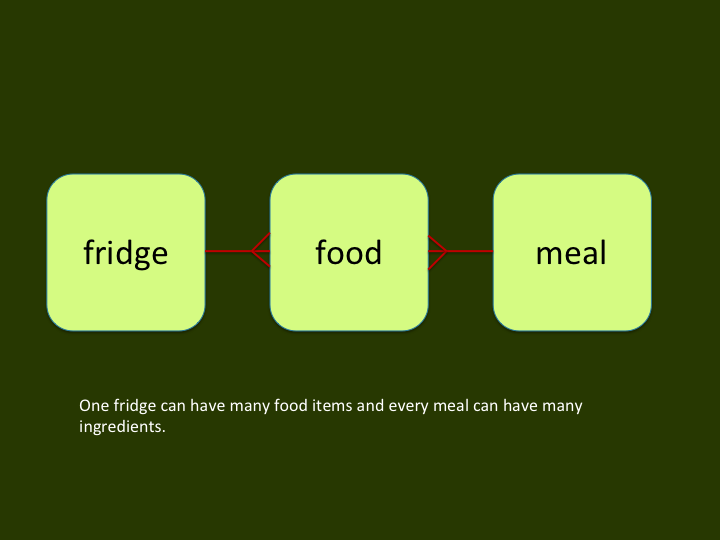 fridge
food
meal
One fridge can have many food items and every meal can have many
ingredients.